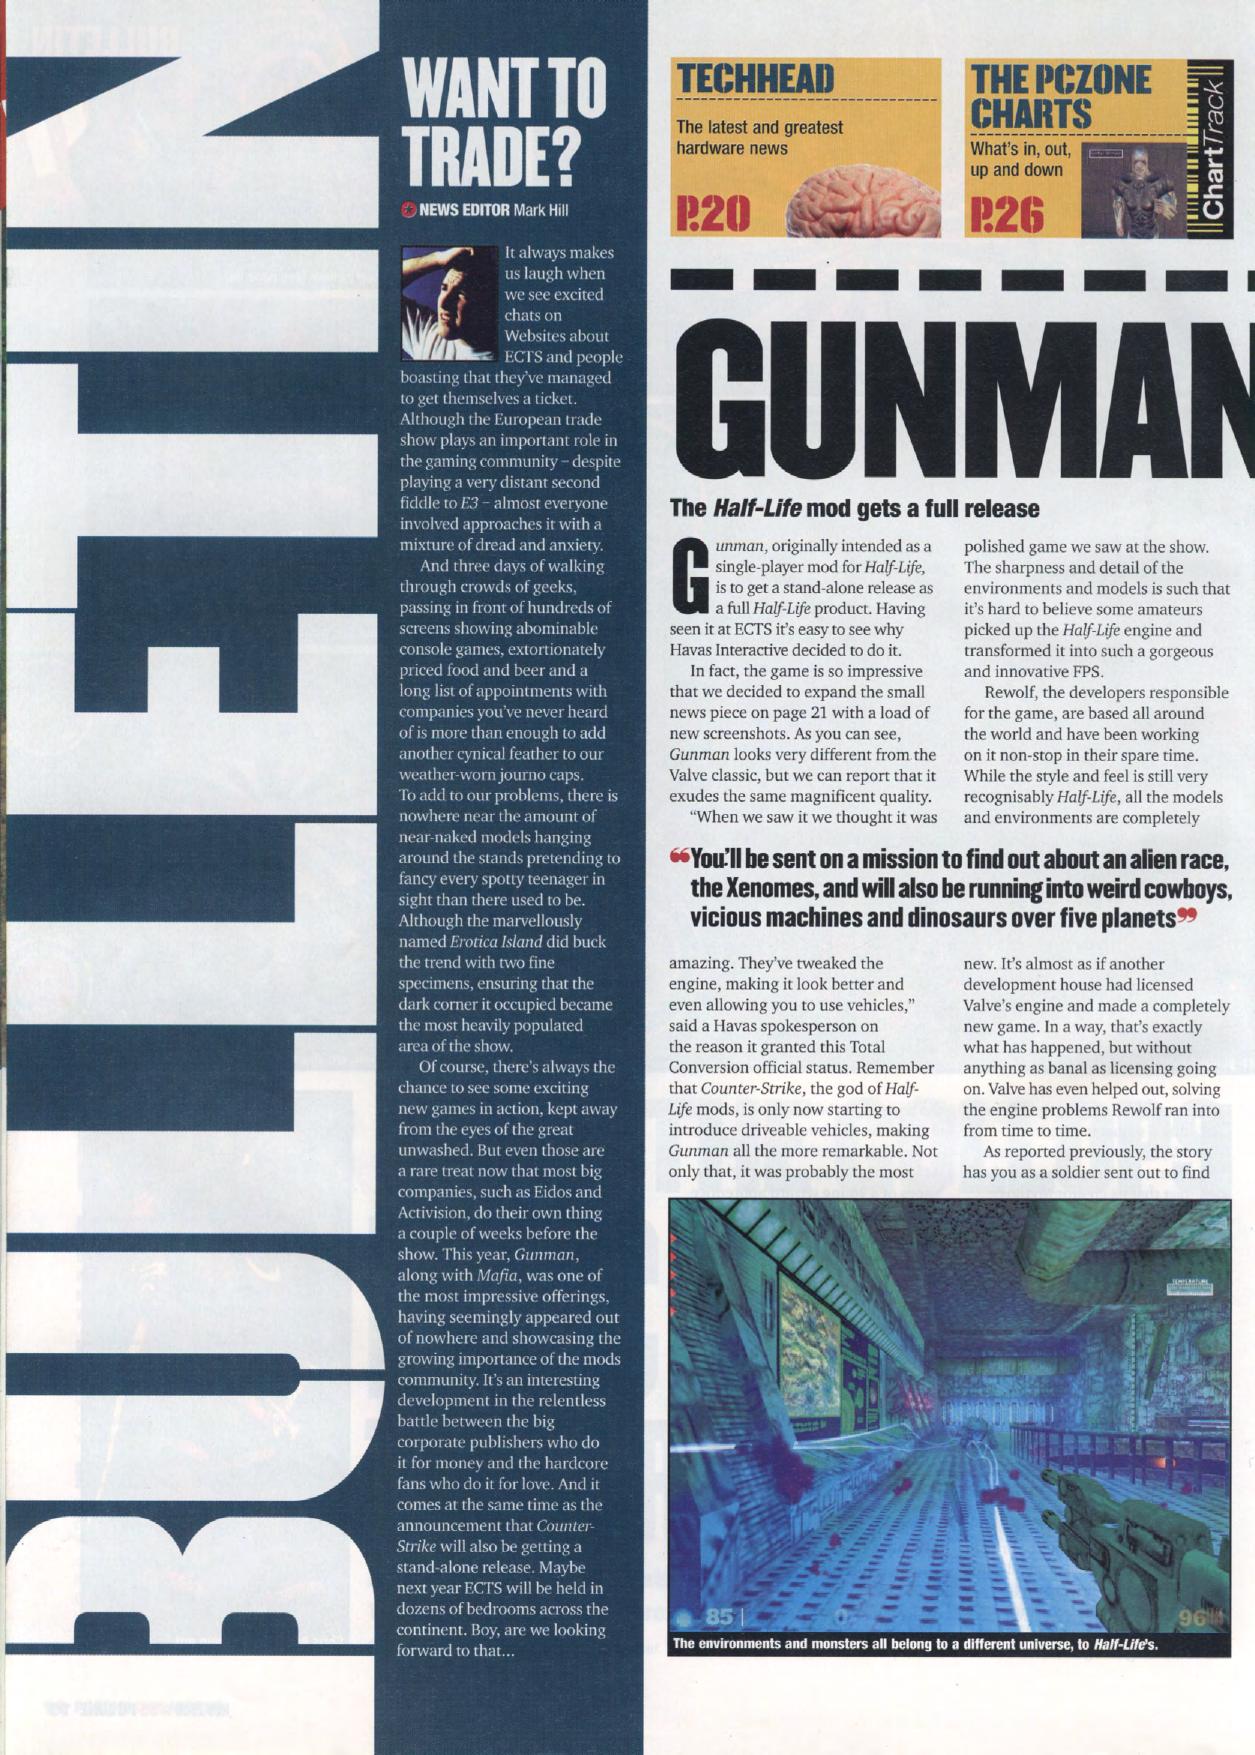 BULLETIN
WANT TO
TRADE?
NEWS EDITOR Mark Hill
It always makes
us laugh when
we see excited
chats on
Websites about
ECTS and people
boasting that they've managed
to get themselves a ticket.
Although the European trade
show plays an important role in
the gaming community – despite
playing a very distant second
fiddle to E3 – almost everyone
involved approaches it with a
mixture of dread and anxiety.
And three days of walking
through crowds of geeks,
passing in front of hundreds of
screens showing abominable
console games, extortionately
priced food and beer and a
long list of appointments with
companies you've never heard
of is more than enough to add
another cynical feather to our
weather-worn journo caps.
To add to our problems, there is
nowhere near the amount of
near-naked models hanging
around the stands pretending to
fancy every spotty teenager in
sight than there used to be.
Although the marvellously
named Erotica Island did buck
the trend with two fine
specimens, ensuring that the
dark corner it occupied became
the most heavily populated
area of the show.
Of course, there's always the
chance to see some exciting
new games in action, kept away
from the eyes of the great
unwashed. But even those are
a rare treat now that most big
companies, such as Eidos and
Activision, do their own thing
a couple of weeks before the
show. This year, Gunman,
along with Mafia, was one of
the most impressive offerings,
having seemingly appeared out
of nowhere and showcasing the
growing importance of the mods
community. It's an interesting
development in the relentless
battle between the big
corporate publishers who do
it for money and the hardcore
fans who do it for love. And it
comes at the same time as the
announcement that Counter-
Strike will also be getting a
stand-alone release. Maybe
next year ECTS will be held in
dozens of bedrooms across the
continent. Boy, are we looking
forward to that...
TECHHEAD
The latest and greatest
hardware news
P.20
THE PCZONE
CHARTS
What's in, out,
up and down
P.26
ChartTrack
GUNMAN
The Half-Life mod gets a full release
Gunman, originally intended as a
single-player mod for Half-Life,
is to get a stand-alone release as
a full Half-Life product. Having
seen it at ECTS it's easy to see why
Havas Interactive decided to do it.
In fact, the game is so impressive
that we decided to expand the small
news piece on page 21 with a load of
new screenshots. As you can see,
Gunman looks very different from the
Valve classic, but we can report that it
exudes the same magnificent quality.
“When we saw it we thought it was
amazing. They've tweaked the
engine, making it look better and
even allowing you to use vehicles,”
said a Havas spokesperson on
the reason it granted this Total
Conversion official status. Remember
that Counter-Strike, the god of Half-
Life mods, is only now starting to
introduce driveable vehicles, making
Gunman all the more remarkable. Not
only that, it was probably the most
polished game we saw at the show.
The sharpness and detail of the
environments and models is such that
it's hard to believe some amateurs
picked up the Half-Life engine and
transformed it into such a gorgeous
and innovative FPS.
Rewolf, the developers responsible
for the game, are based all around
the world and have been working
on it non-stop in their spare time.
While the style and feel is still very
recognisably Half-Life, all the models
and environments are completely
new. It's almost as if another
development house had licensed
Valve's engine and made a completely
new game. In a way, that's exactly
what has happened, but without
anything as banal as licensing going
on. Valve has even helped out, solving
the engine problems Rewolf ran into
from time to time.
As reported previously, the story
has you as a soldier sent out to find
“You'll be sent on a mission to find out about an alien race,
the Xenomes, and will also be running into weird cowboys,
vicious machines and dinosaurs over five planets”
TEMPERATURE
85
0
96
The environments and monsters all belong to a different universe, to Half-Life's.